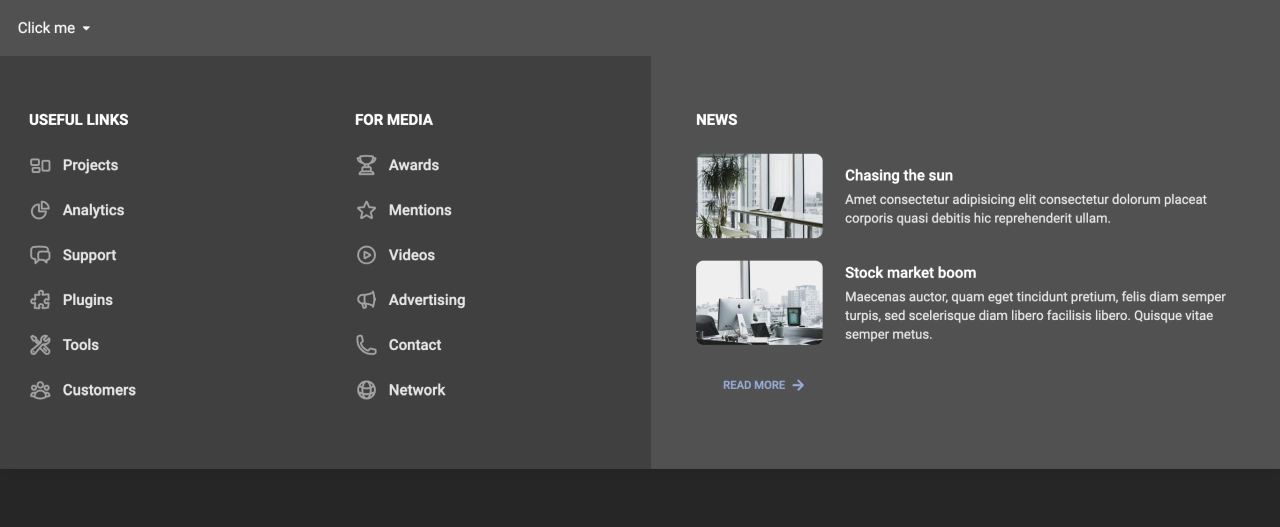 Click me
USEFUL LINKS
Projects
Analytics
Support
Plugins
Tools
Customers
FOR MEDIA
Awards
Mentions
Videos
Advertising
Contact
Network
NEWS
Chasing the sun
Amet consectetur adipisicing elit consectetur dolorum placeat
corporis quasi debitis hic reprehenderit ullam.
Stock market boom
Maecenas auctor, quam eget tincidunt pretium, felis diam semper
turpis, sed scelerisque diam libero facilisis libero. Quisque vitae
semper metus.
READ MORE